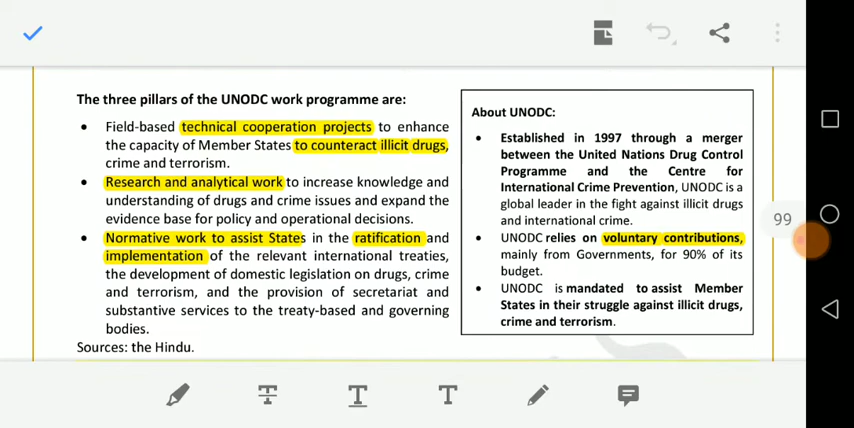 The three pillars of the UNODC work programme are:
• Field-based technical cooperation projects to enhance
the capacity of Member States to counteract illicit drugs,
crime and terrorism.
• Research and analytical work to increase knowledge and
understanding of drugs and crime issues and expand the
evidence base for policy and operational decisions.
• Normative work to assist States in the ratification and
implementation of the relevant international treaties,
the development of domestic legislation on drugs, crime
and terrorism, and the provision of secretariat and
substantive services to the treaty-based and governing
bodies.
Sources: the Hindu.
About UNODC:
• Established in 1997 through a merger
between the United Nations Drug Control
Programme and the Centre for
International Crime Prevention, UNODC is a
global leader in the fight against illicit drugs
and international crime.
• UNODC relies on voluntary contributions,
mainly from Governments, for 90% of its
budget.
• UNODC is mandated to assist Member
States in their struggle against illicit drugs,
crime and terrorism.
99
T T T